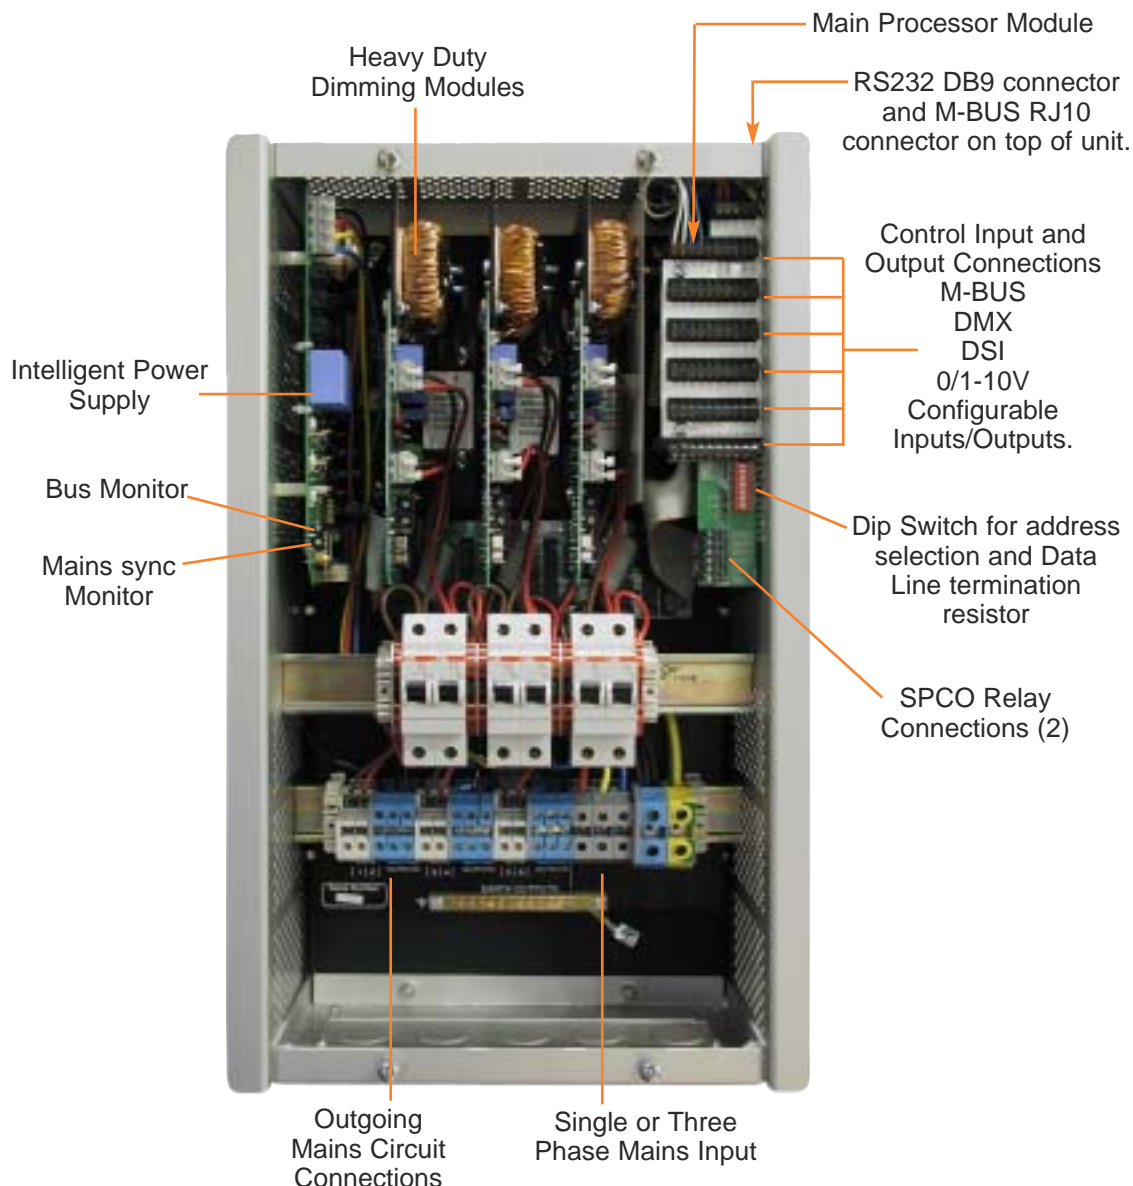 Main Processor Module
Heavy Duty
Dimming Modules
RS232 DB9 connector
and M-BUS RJ10
connector on top of unit.
Control Input and
Output Connections
M-BUS
DMX
DSI
0/1-10V
Configurable
Inputs/Outputs.
Intelligent Power
Supply
Bus Monitor
Mains sync
Monitor
Dip Switch for address
selection and Data
Line termination
resistor
SPCO Relay
Connections (2)
Outgoing
Mains Circuit
Connections
Single or Three
Phase Mains Input